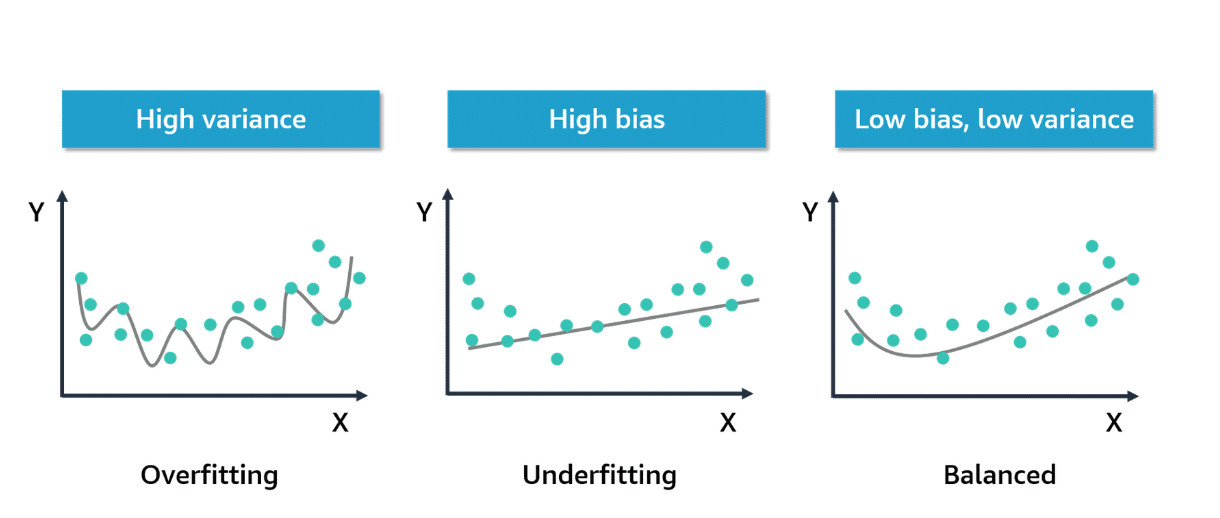 High variance
High bias
Low bias, low variance
Y
Y
Y
X
X
X
Overfitting
Underfitting
Balanced